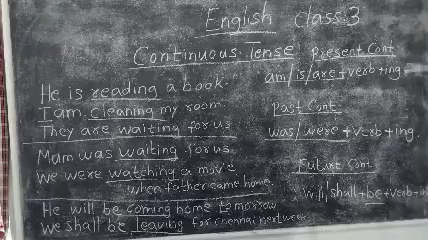 English class:3
Continuous Tense
Present Cont
am/is/are+verb+ing.
He is reading a book.
I am cleaning my room.
They are waiting for us
Past Cont
was/were+verb+ing.
Mam was waiting for us.
We were watching a movie
when father came home.
Future Cont
will/shall+be+verb+in
He will be coming home tomorrow
We shall be leaving for chennai next week